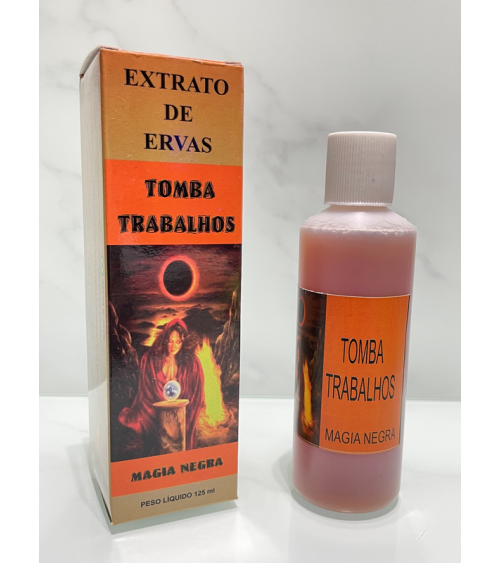 EXTRATO
DE
ERVAS
TOMBA
TRABALHOS
MAGIA NEGRA
PESO LÍQUIDO 125 ml
TOMBA
TRABALHOS
MAGIA NEGRA